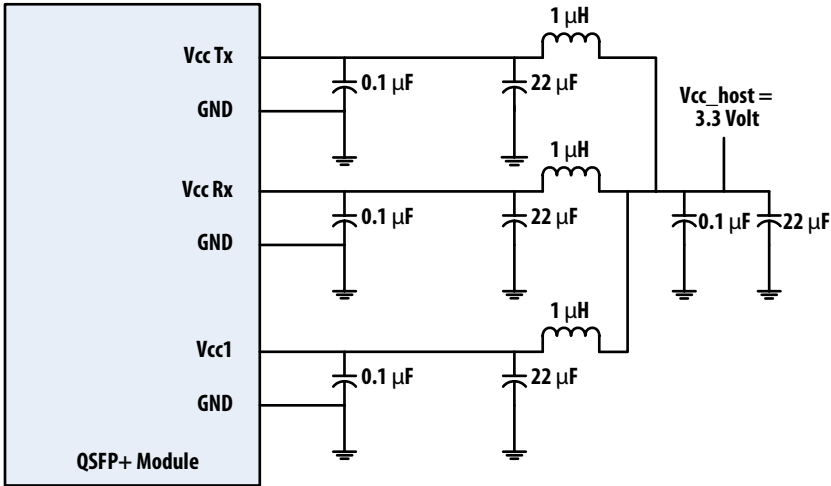 1 μH
Vcc Tx
0.1 μF
22 μF
GND
Vcc_host =
3.3 Volt
1 μH
Vcc Rx
0.1 μF
22 μF
0.1 μF
22 μF
GND
1 μH
Vcc1
0.1 μF
22 μF
GND
QSFP+ Module